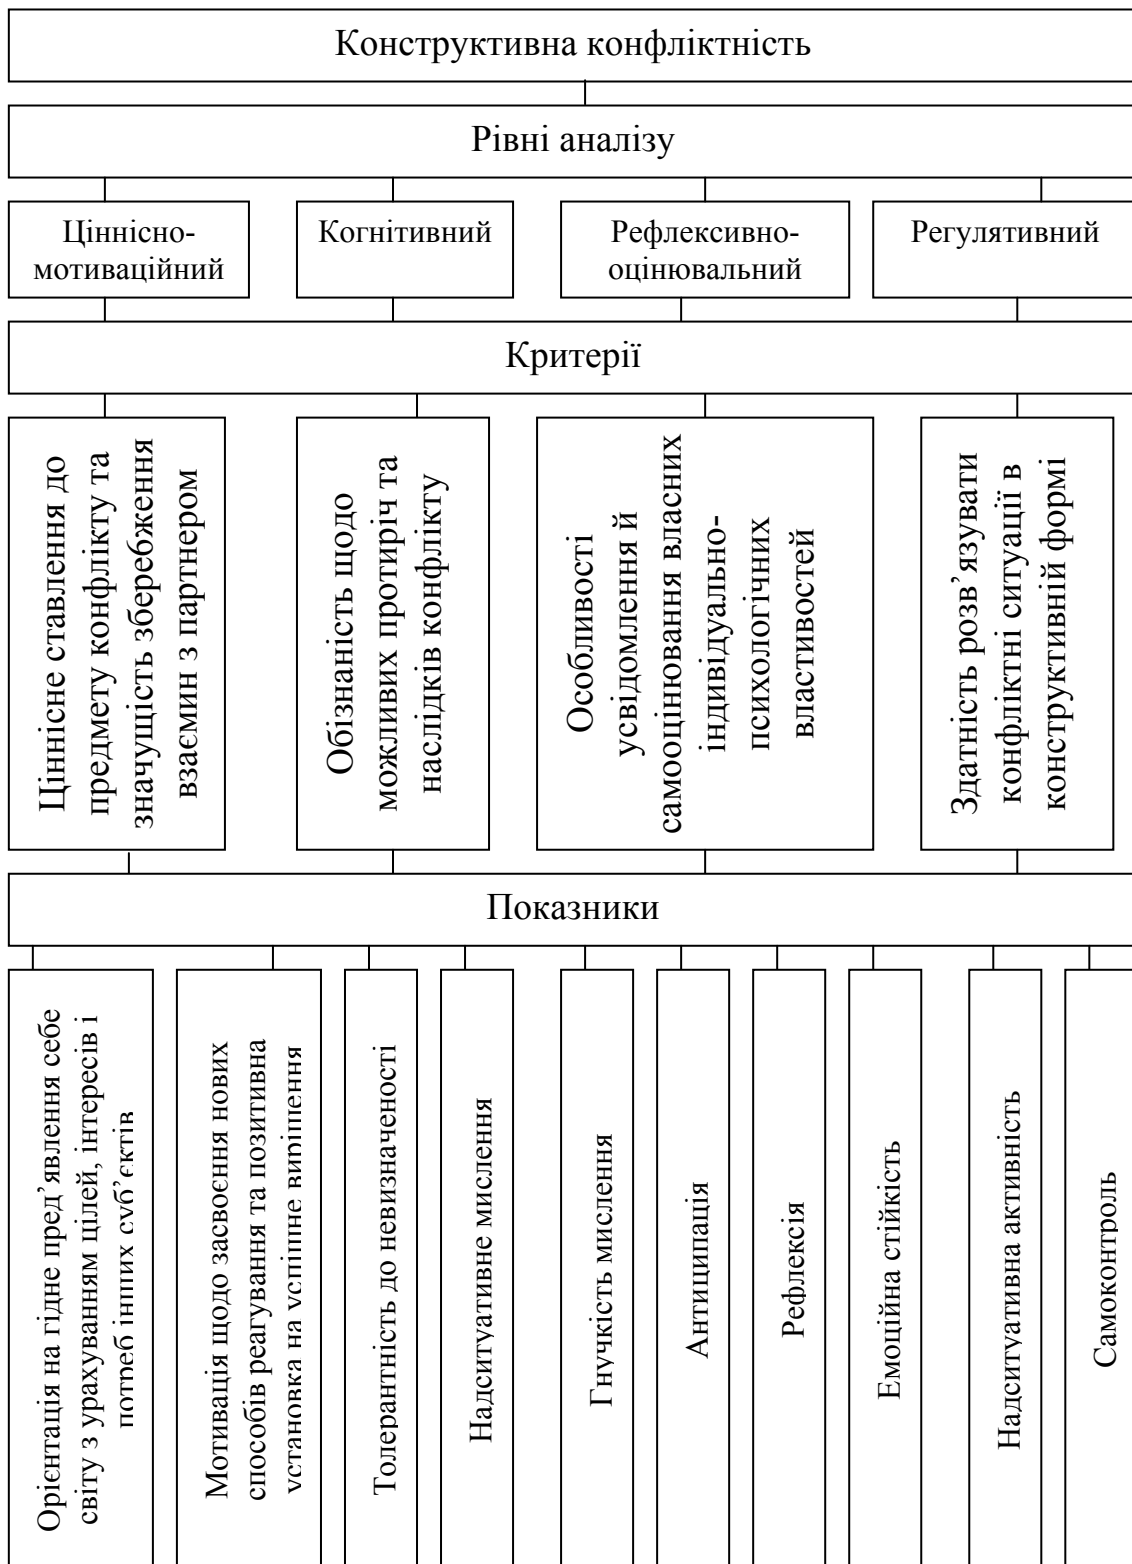 Конструктивна конфліктність
Рівні аналізу
Ціннісно-
мотиваційний
Когнітивний
Рефлексивно-
оцінювальний
Регулятивний
Критерії
Ціннісне ставлення до
предмету конфлікту та
значущість зберебження
взаємин з партнером
Обізнаність щодо
можливих протиріч та
наслідків конфлікту
Особливості
усвідомлення й
самооцінювання власних
індивідуально-
психологічних
властивостей
Здатність розв’язувати
конфліктні ситуації в
конструктивній формі
Показники
Орієнтація на гідне пред’явлення себе
світу з урахуванням цілей, інтересів і
потреб інших суб’єктів
Мотивація щодо засвоєння нових
способів реагування та позитивна
установка на успішне вирішення
Толерантність до невизначеності
Надситуативне мислення
Гнучкість мислення
Антиципація
Рефлексія
Емоційна стійкість
Надситуативна активність
Самоконтроль